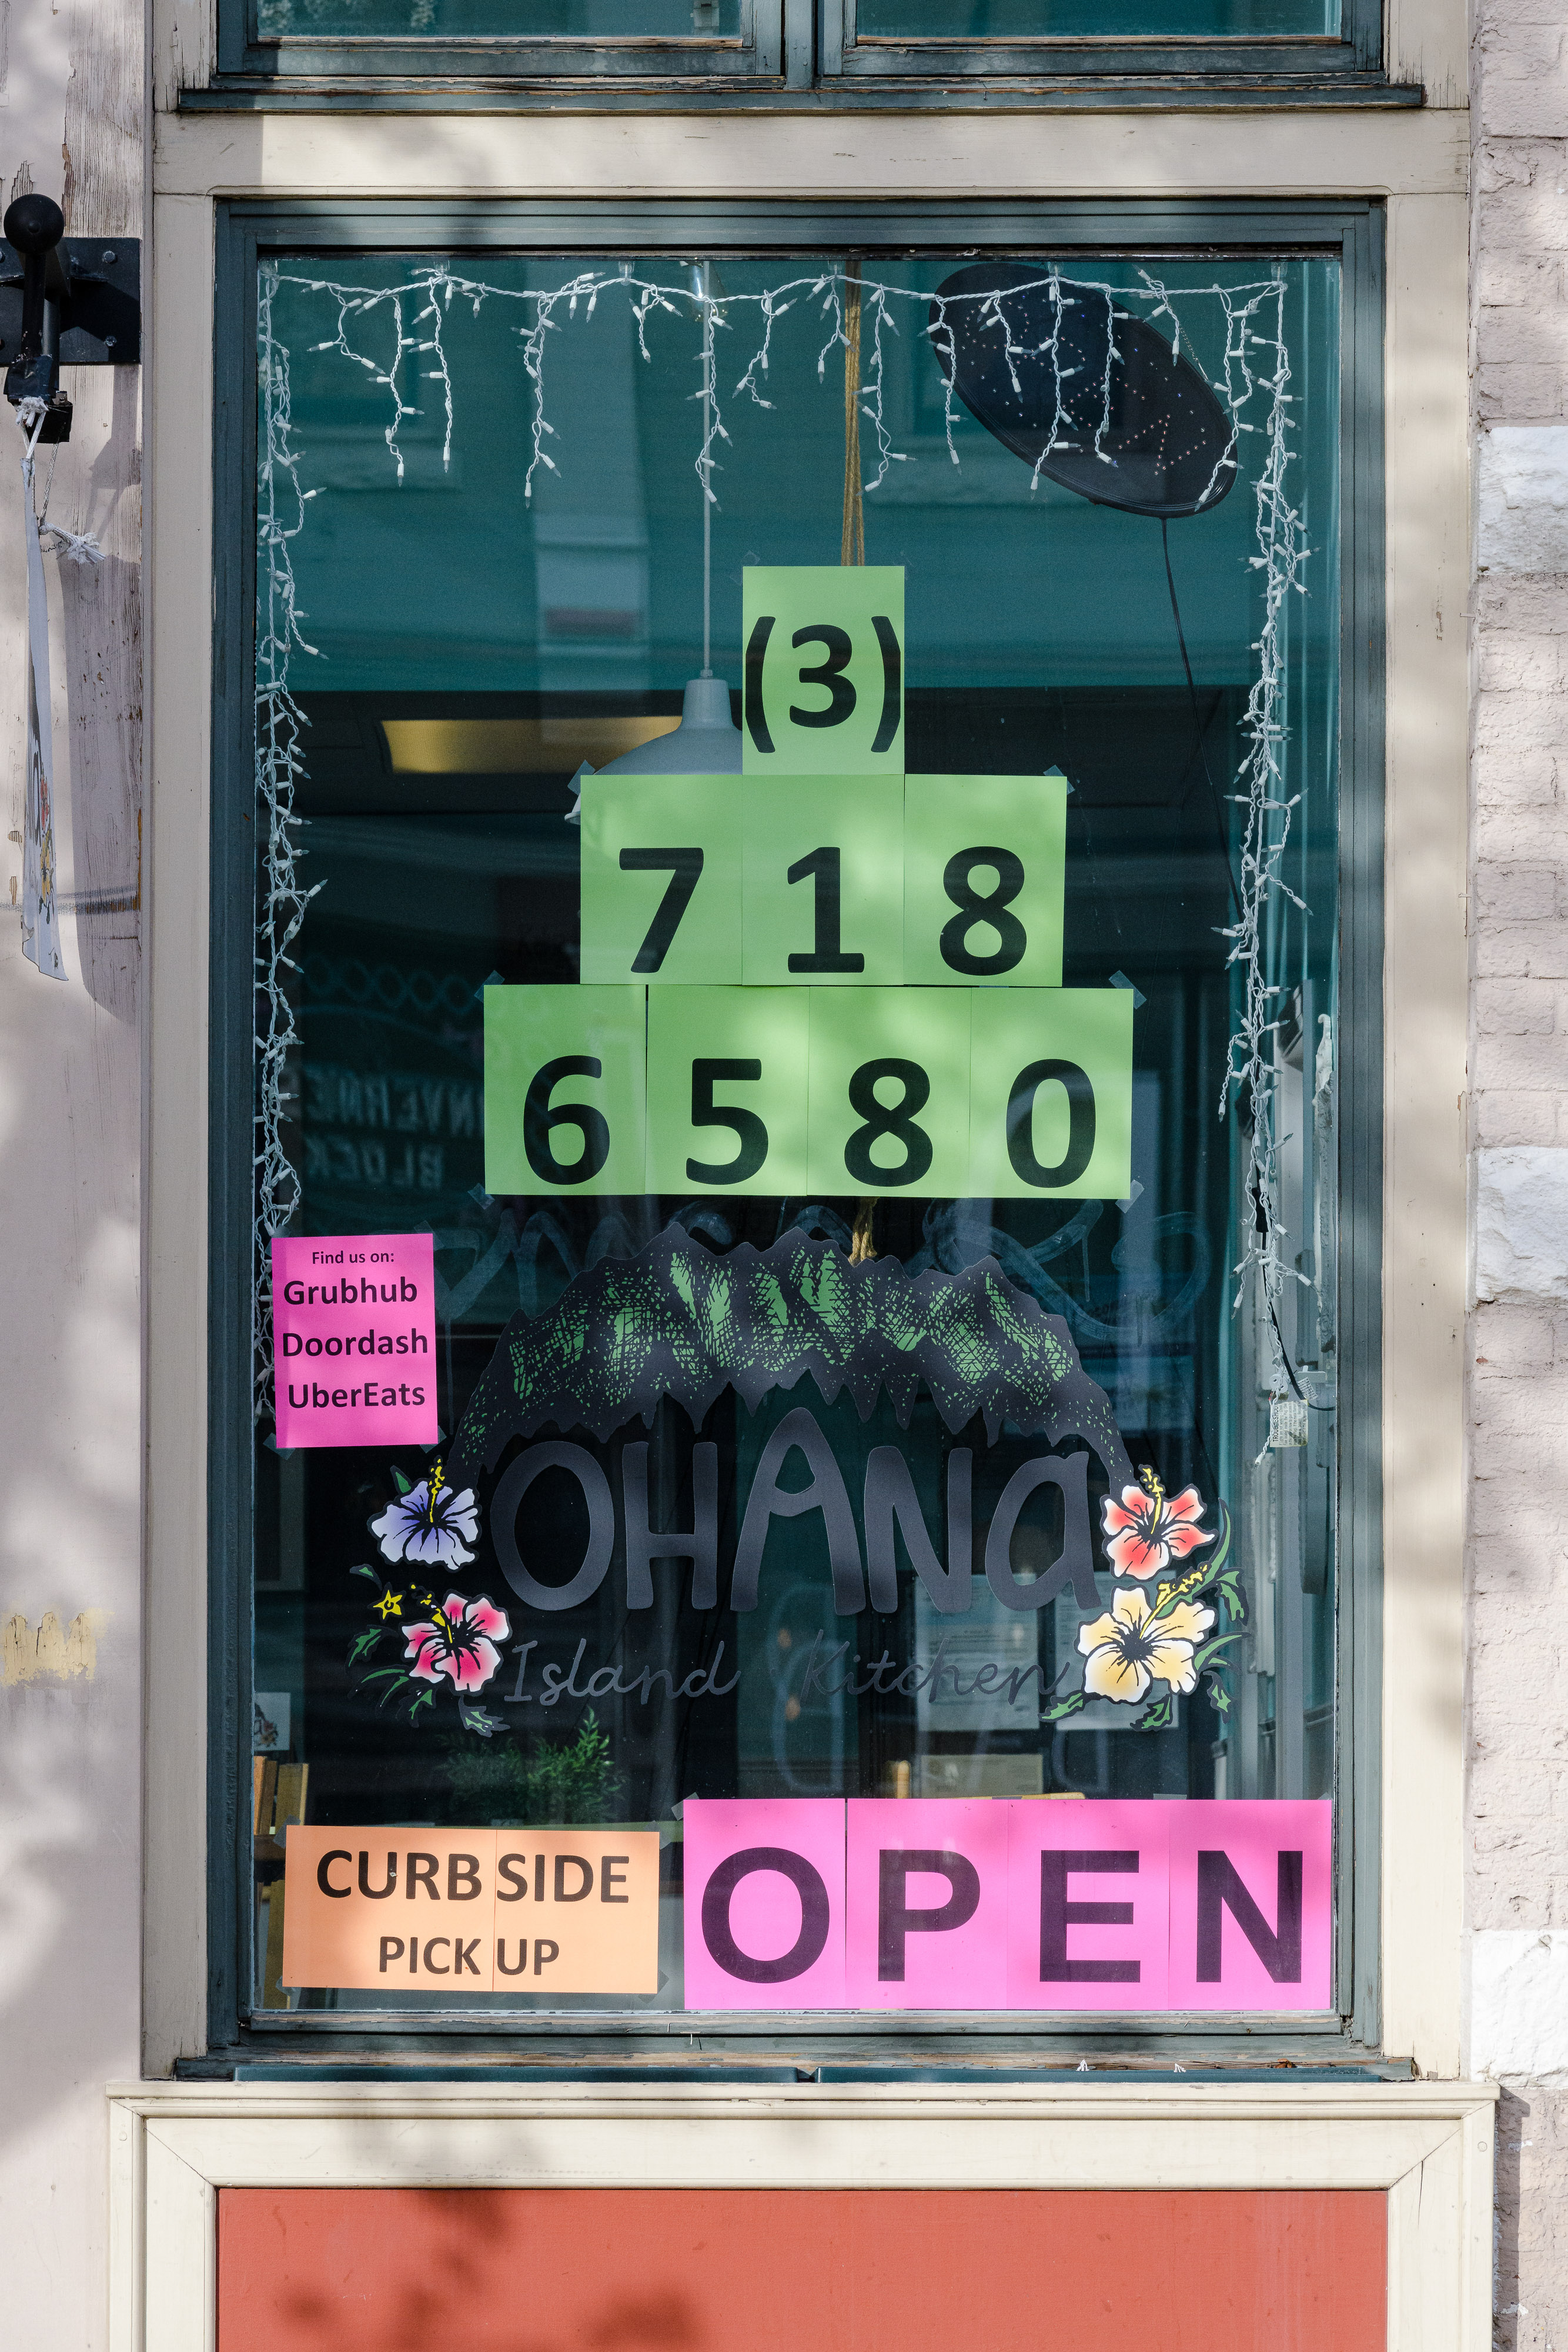 (3)
718
6580
Find us on:
Grubhub
Doordash
UberEats
OHANa
Island Kitchen
CURB SIDE
PICK UP
OPEN